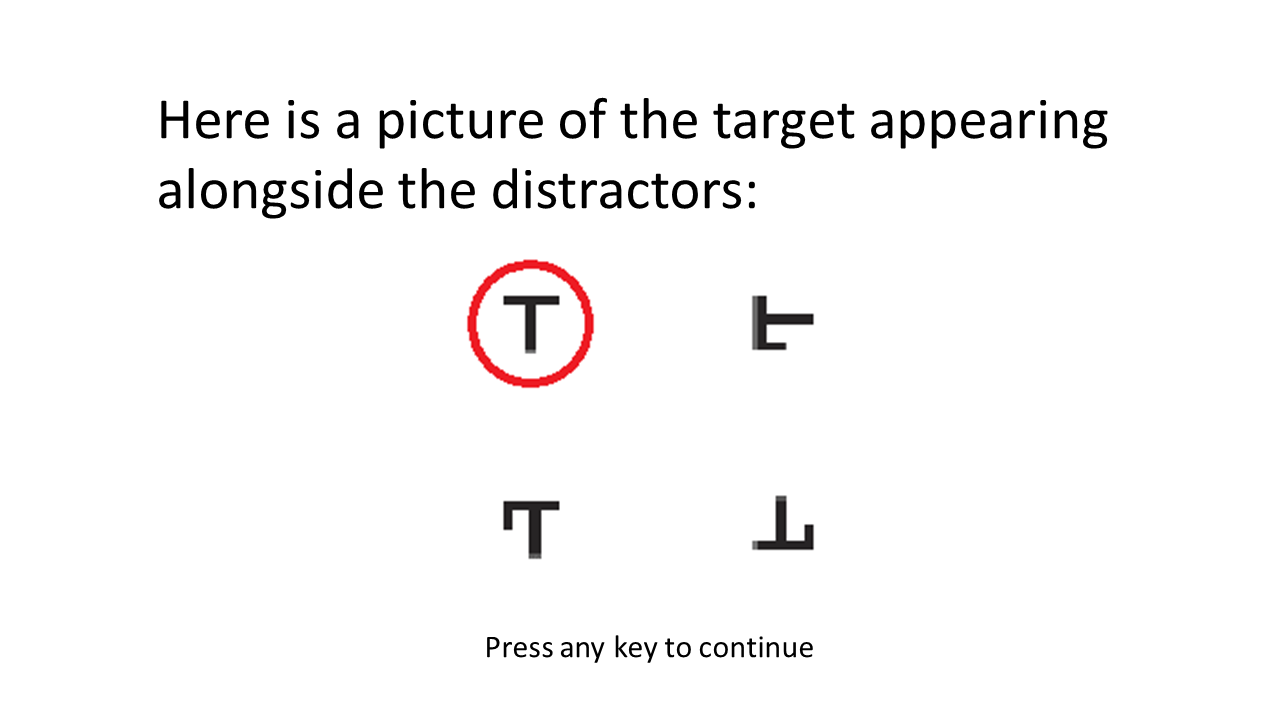 Here is a picture of the target appearing
alongside the distractors:
T
Press any key to continue